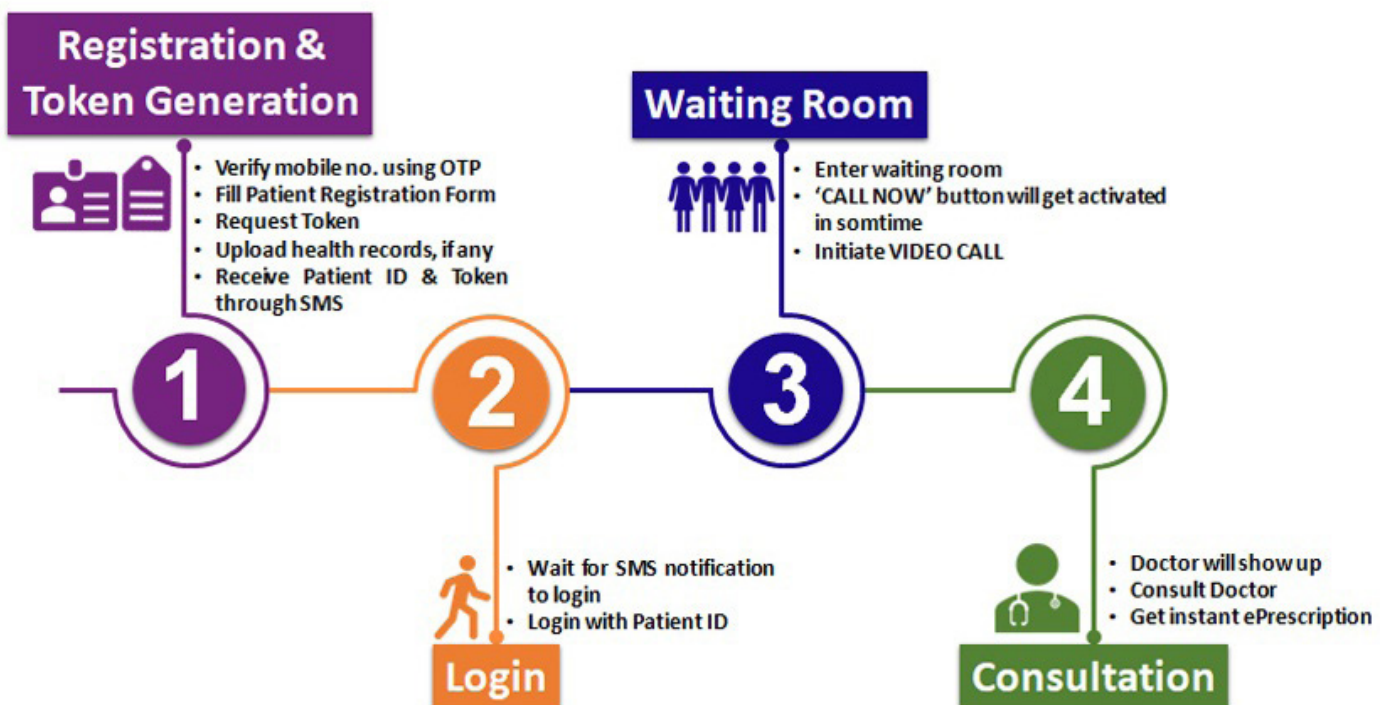 Registration &
Token Generation
• Verify mobile no. using OTP
• Fill Patient Registration Form
• Request Token
• Upload health records, if any
• Receive Patient ID & Token
through SMS
1
2
• Wait for SMS notification
to login
• Login with Patient ID
Login
Waiting Room
• Enter waiting room
• ‘CALL NOW’ button will get activated
in somtime
• Initiate VIDEO CALL
3
4
• Doctor will show up
• Consult Doctor
• Get instant ePrescription
Consultation